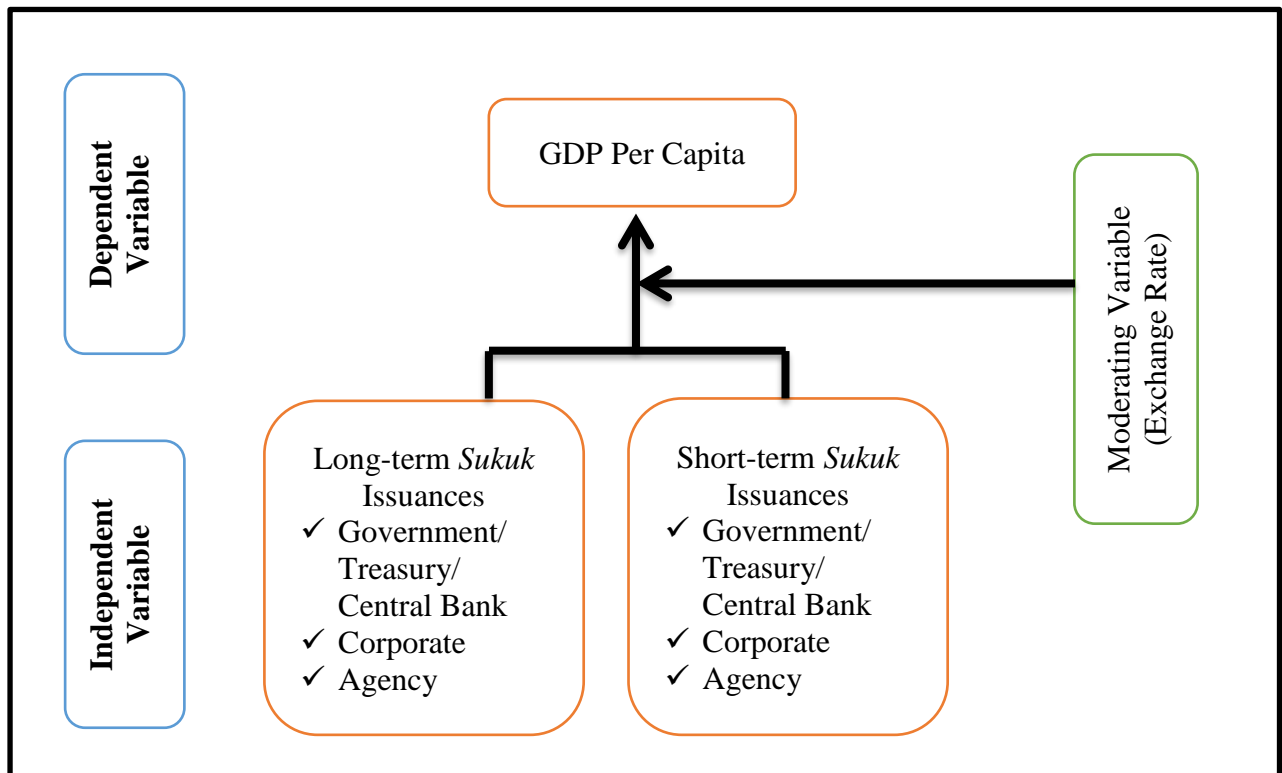 Dependent
Variable
GDP Per Capita
Moderating Variable
(Exchange Rate)
Independent
Variable
Long-term Sukuk
Issuances
✓ Government/
Treasury/
Central Bank
✓ Corporate
✓ Agency
Short-term Sukuk
Issuances
✓ Government/
Treasury/
Central Bank
✓ Corporate
✓ Agency